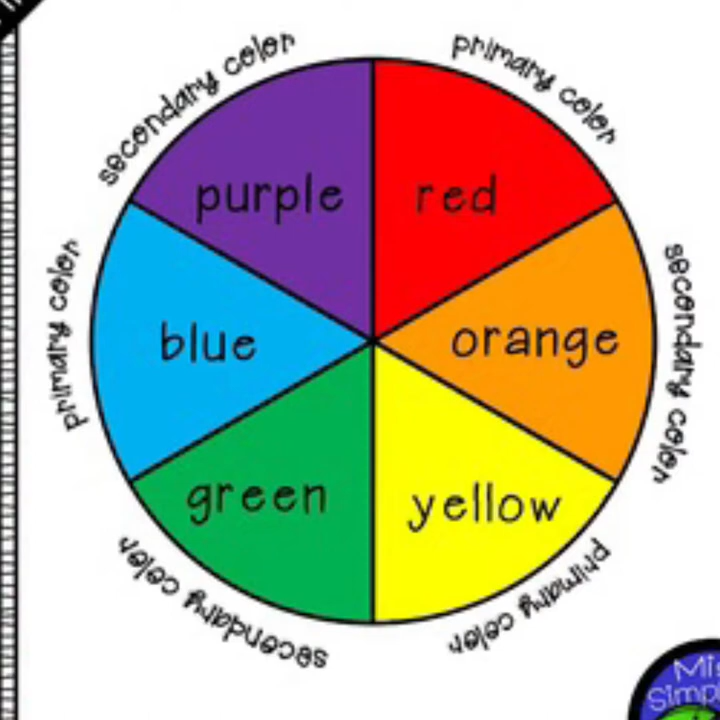 secondary color
primary color
purple
red
primary color
blue
orange
secondary color
green
yellow
secondary color
primary color